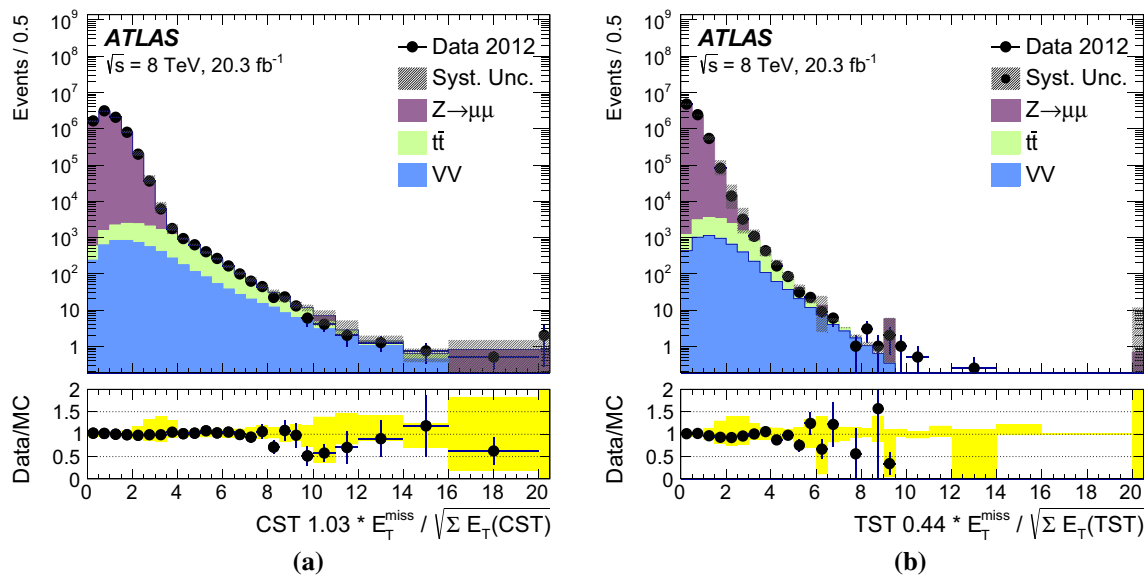 Events / 0.5
10⁹
10⁸
10⁷
10⁶
10⁵
10⁴
10³
10²
10
1
ATLAS
√s = 8 TeV, 20.3 fb⁻¹
Data 2012
Syst. Unc.
Z→μμ
tt̄
VV
Data/MC
2
1.5
1
0.5
0
0 2 4 6 8 10 12 14 16 18 20
CST 1.03 * E_T^miss / √Σ E_T(CST)
(a)
Events / 0.5
10⁹
10⁸
10⁷
10⁶
10⁵
10⁴
10³
10²
10
1
ATLAS
√s = 8 TeV, 20.3 fb⁻¹
Data 2012
Syst. Unc.
Z→μμ
tt̄
VV
Data/MC
2
1.5
1
0.5
0
0 2 4 6 8 10 12 14 16 18 20
TST 0.44 * E_T^miss / √Σ E_T(TST)
(b)